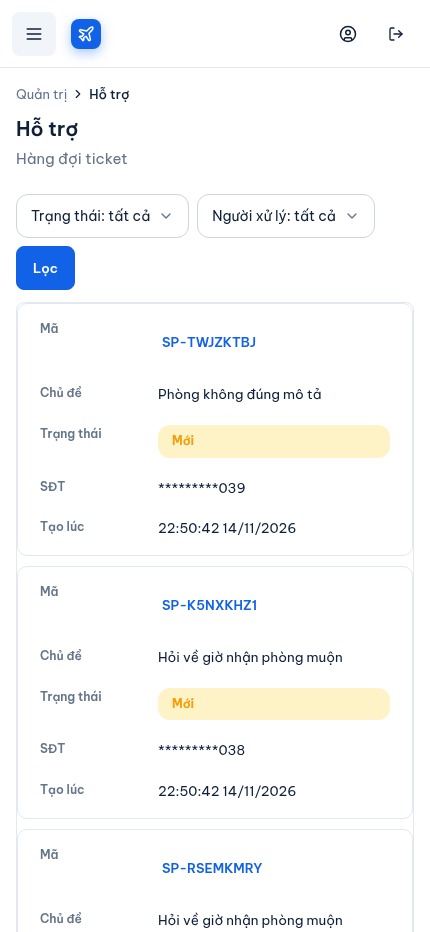 Quản trị > Hỗ trợ
Hỗ trợ
Hàng đợi ticket
Trạng thái: tất cả
Người xử lý: tất cả
Lọc
Mã
SP-TWJZKTBJ
Chủ đề
Phòng không đúng mô tả
Trạng thái
Mới
SĐT
*********039
Tạo lúc
22:50:42 14/11/2026
Mã
SP-K5NXKHZ1
Chủ đề
Hỏi về giờ nhận phòng muộn
Trạng thái
Mới
SĐT
*********038
Tạo lúc
22:50:42 14/11/2026
Mã
SP-RSEMKMRY
Chủ đề
Hỏi về giờ nhận phòng muộn